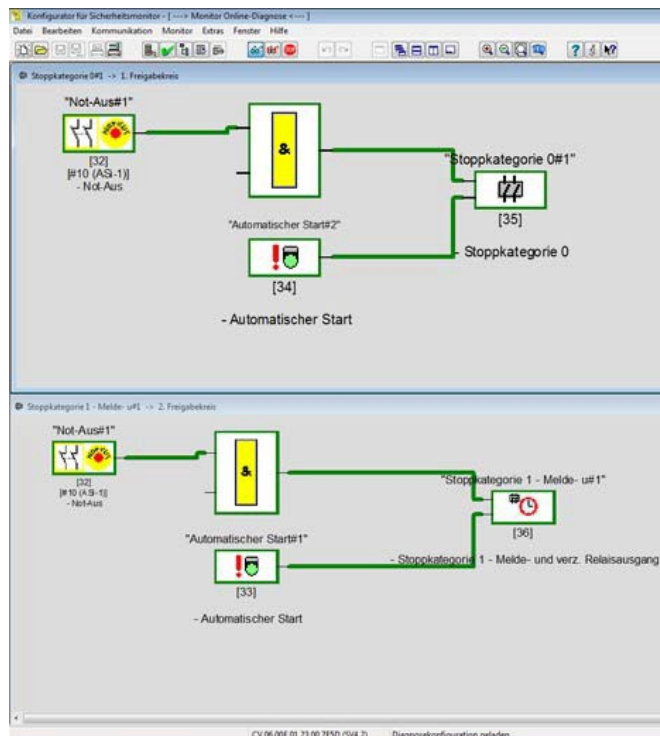 Konfigurator für Sicherheitsmonitor - [ ---> Monitor Online-Diagnose <--- ]
Datei Bearbeiten Kommunikation Monitor Extras Fenster Hilfe
Stoppkategorie 0#1 -> 1. Freigabekreis
"Not-Aus#1"
[32]
[#10 (ASi-1)]
- Not-Aus
&
"Stoppkategorie 0#1"
[35]
- Stoppkategorie 0
"Automatischer Start#2"
[34]
- Automatischer Start
Stoppkategorie 1 - Melde- u#1 -> 2. Freigabekreis
"Not-Aus#1"
[32]
[#10 (ASi-1)]
- Not-Aus
&
"Stoppkategorie 1 - Melde- u#1"
[36]
- Stoppkategorie 1 - Melde- und verz. Relaisausgang
"Automatischer Start#1"
[33]
- Automatischer Start
Diagnosekonfiguration geladen